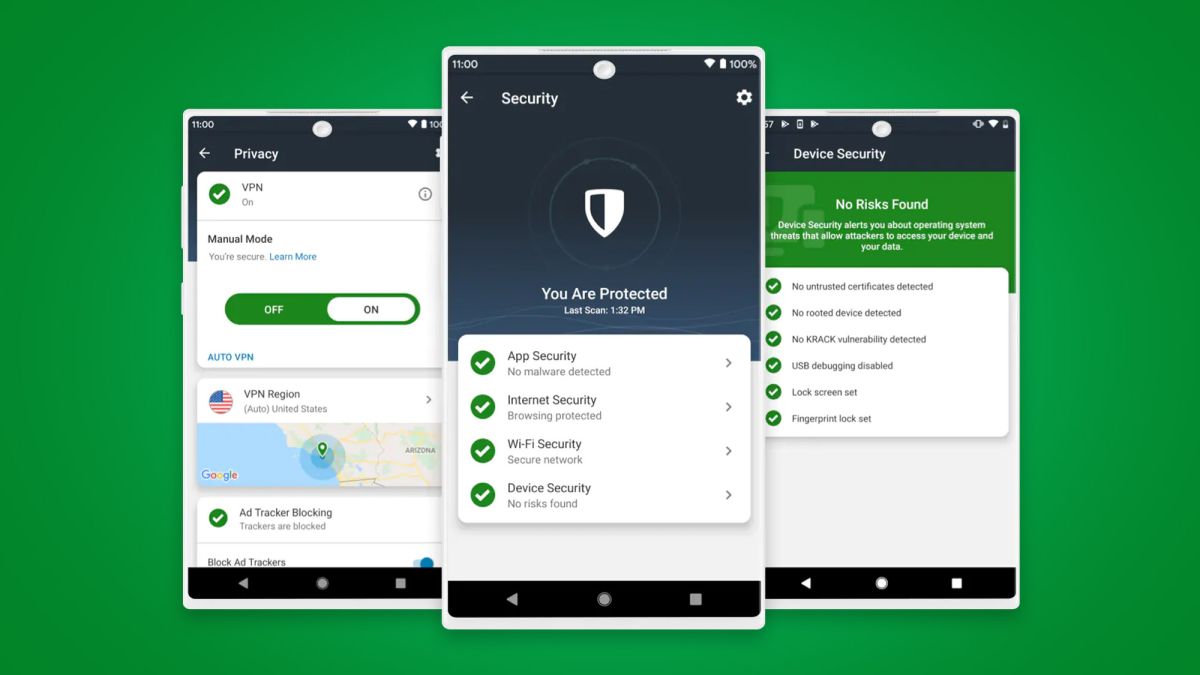 11:00
100
Privacy
VPN
On
Manual Mode
You're secure. Learn More
OFF
ON
AUTO VPN
VPN Region
(Auto) United States
ARIZONA
Google
Ad Tracker Blocking
Trackers are blocked
Block Ad Trackers
11:00
100%
Security
You Are Protected
Last Scan: 1:32 PM
App Security
No malware detected
Internet Security
Browsing protected
Wi-Fi Security
Secure network
Device Security
No risks found
57
Device Security
No Risks Found
Device Security alerts you about operating system
threats that allow attackers to access your device and
your data.
No untrusted certificates detected
No rooted device detected
No KRACK vulnerability detected
USB debugging disabled
Lock screen set
Fingerprint lock set